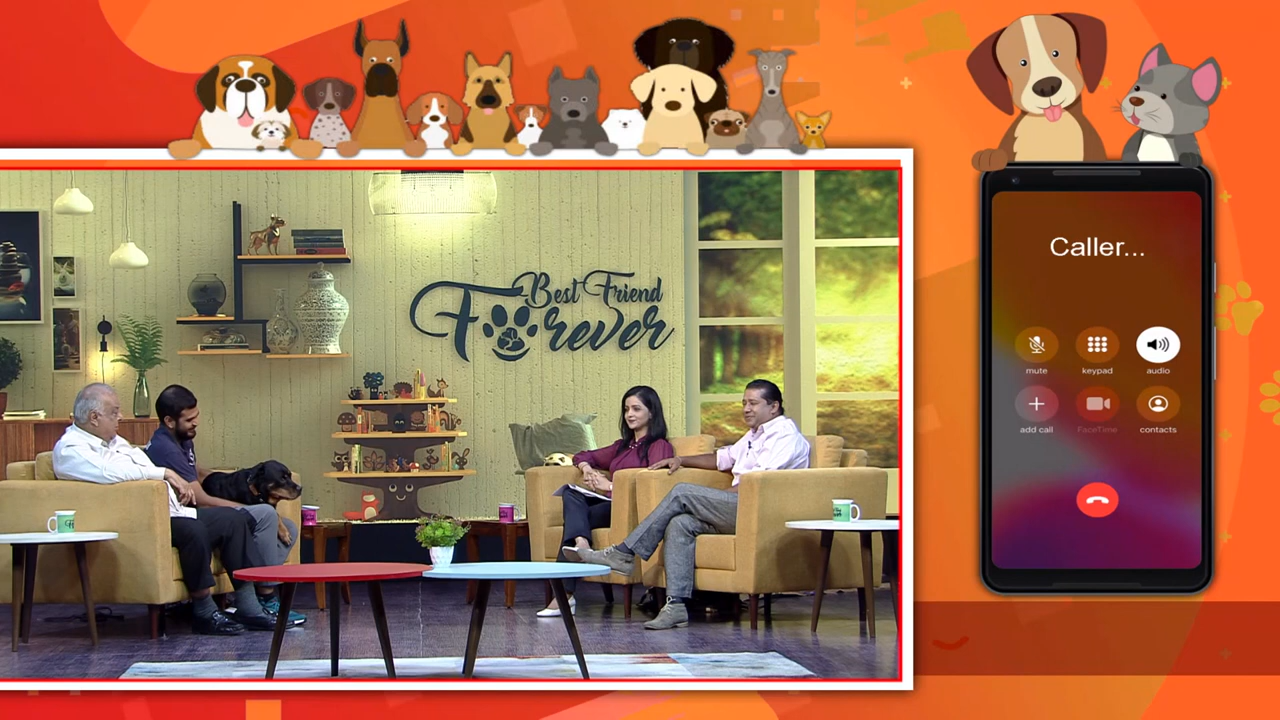 Best Friend
Forever
Caller...
mute keypad audio
add call FaceTime contacts